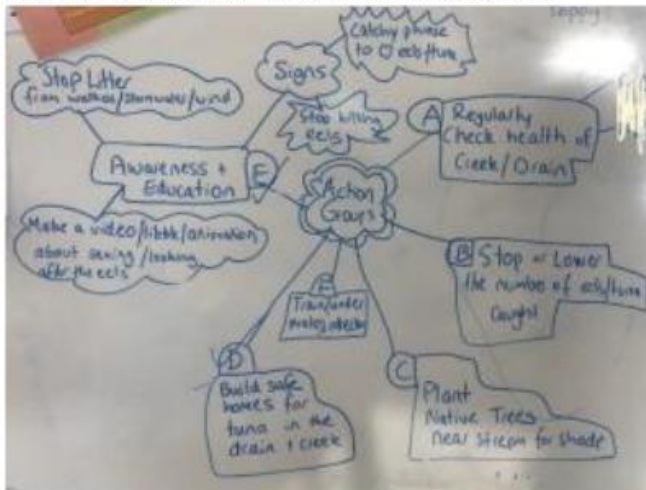 Catchy phrase
to eels/tuna
Signs
Stop Litter
from walkers/stormwater/wind
Stop killing
eels
A
Regularly
Check health of
Creek/Drain
Awareness +
Education
E
Action
Groups
Make a video/animation
about saving/looking
after the eels
B
Stop or Lower
the number of eels/tuna
Caught
F
D
Build safe
homes for
tuna in the
drain + creek
C
Plant
Native Trees
near stream for shade